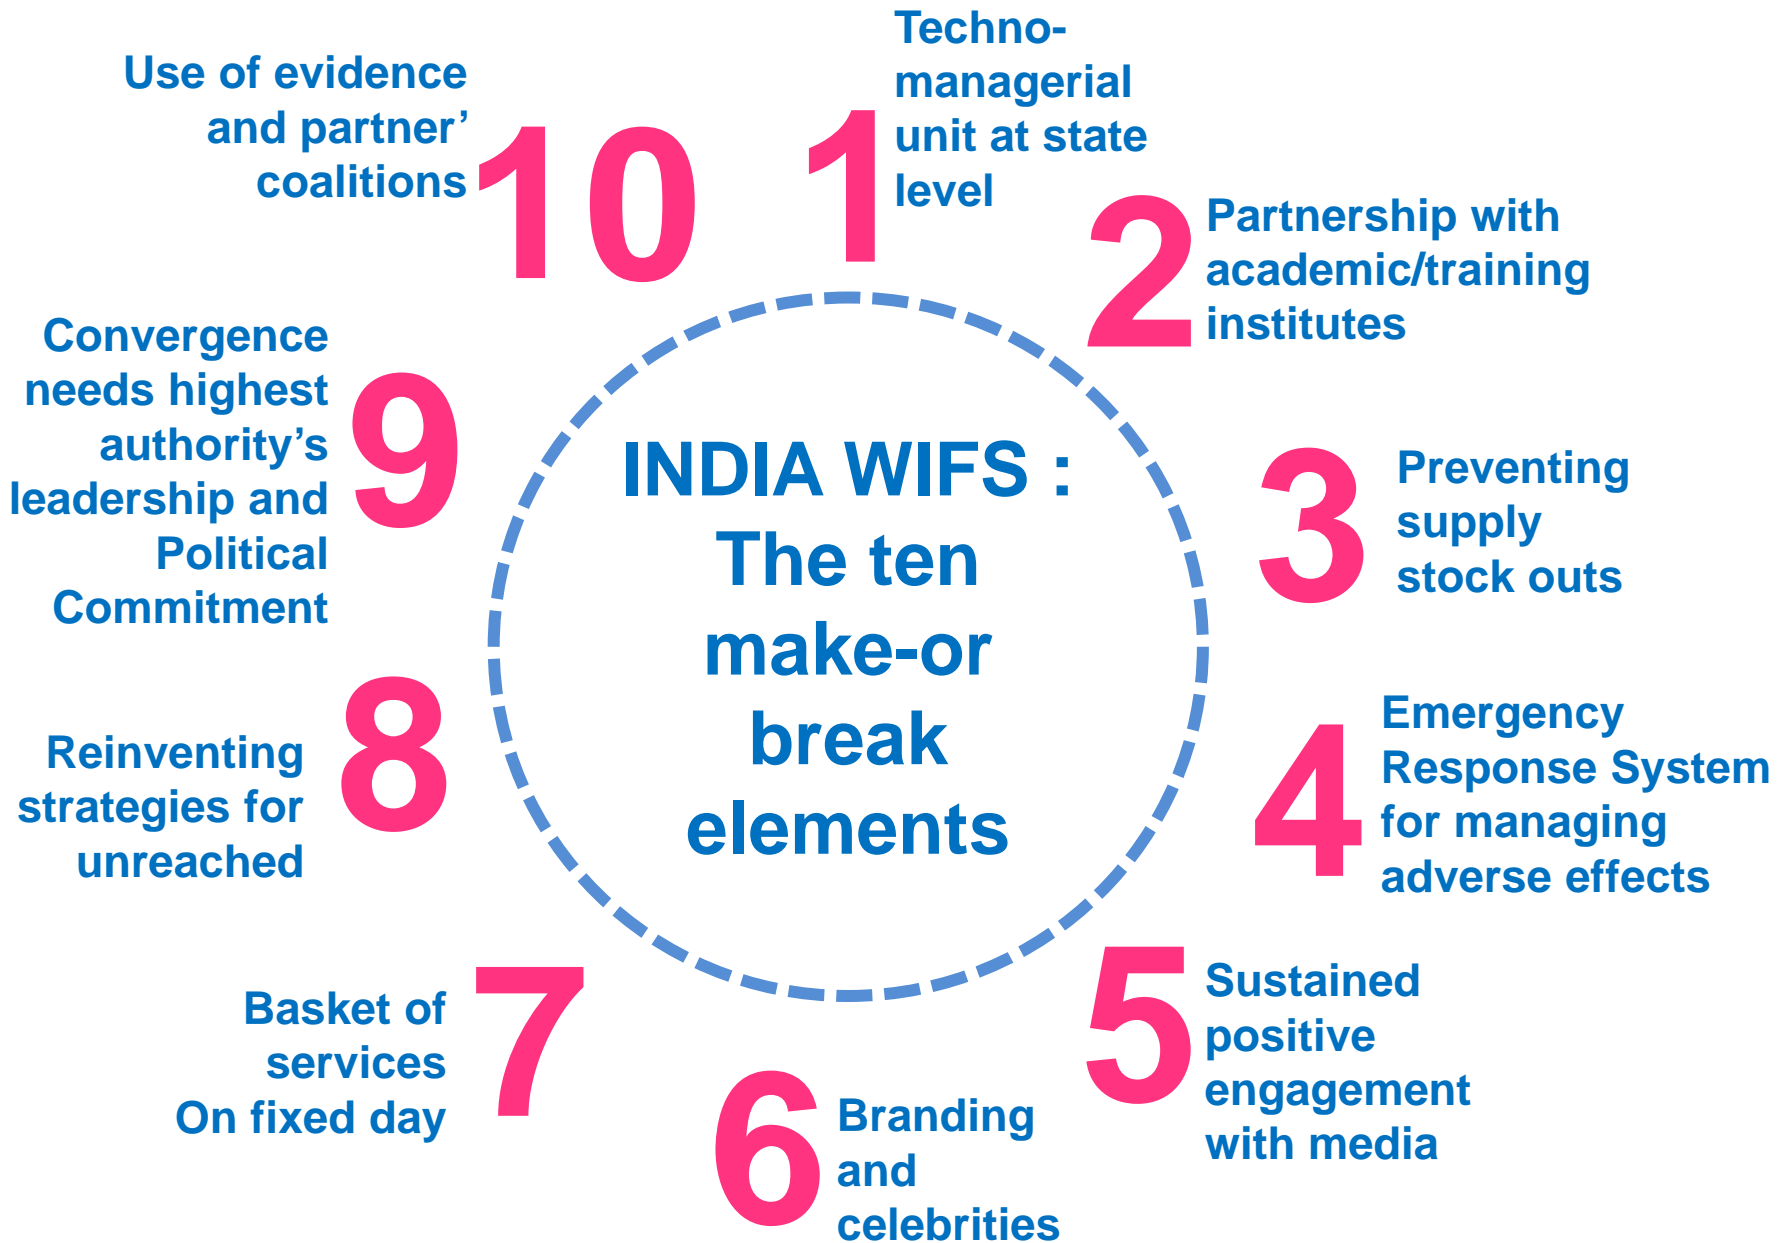 INDIA WIFS :
The ten
make-or
break
elements
1
Techno-
managerial
unit at state
level
2
Partnership with
academic/training
institutes
3
Preventing
supply
stock outs
4
Emergency
Response System
for managing
adverse effects
5
Sustained
positive
engagement
with media
6
Branding
and
celebrities
7
Basket of
services
On fixed day
8
Reinventing
strategies for
unreached
9
Convergence
needs highest
authority’s
leadership and
Political
Commitment
10
Use of evidence
and partner’
coalitions